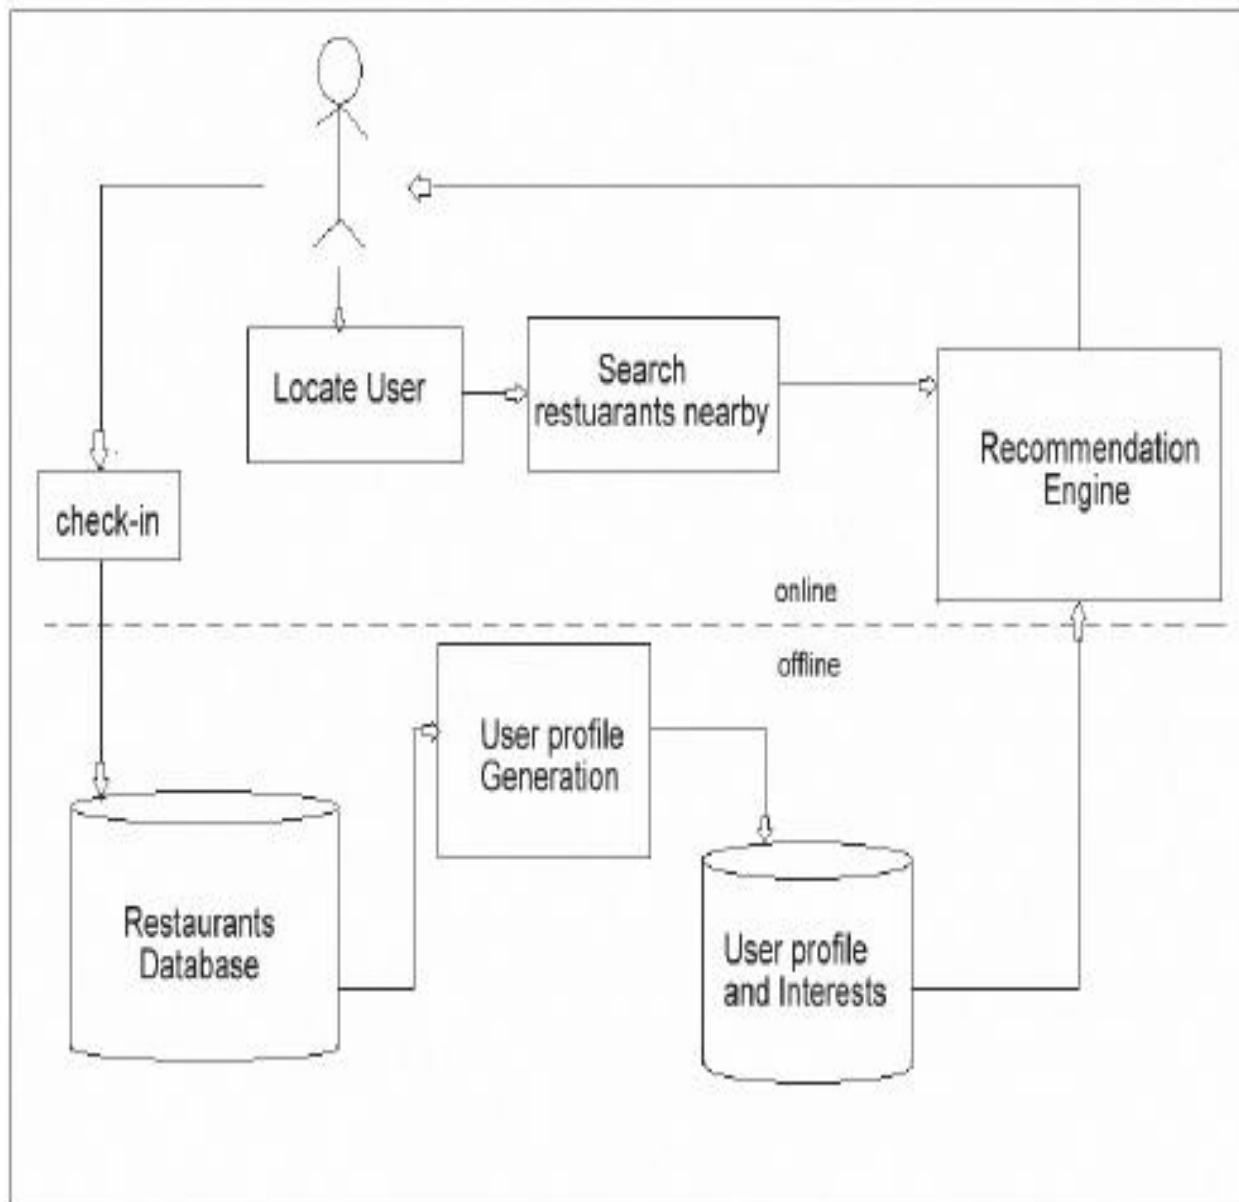 Locate User
Search
restuarants nearby
Recommendation
Engine
check-in
online
offline
User profile
Generation
Restaurants
Database
User profile
and Interests